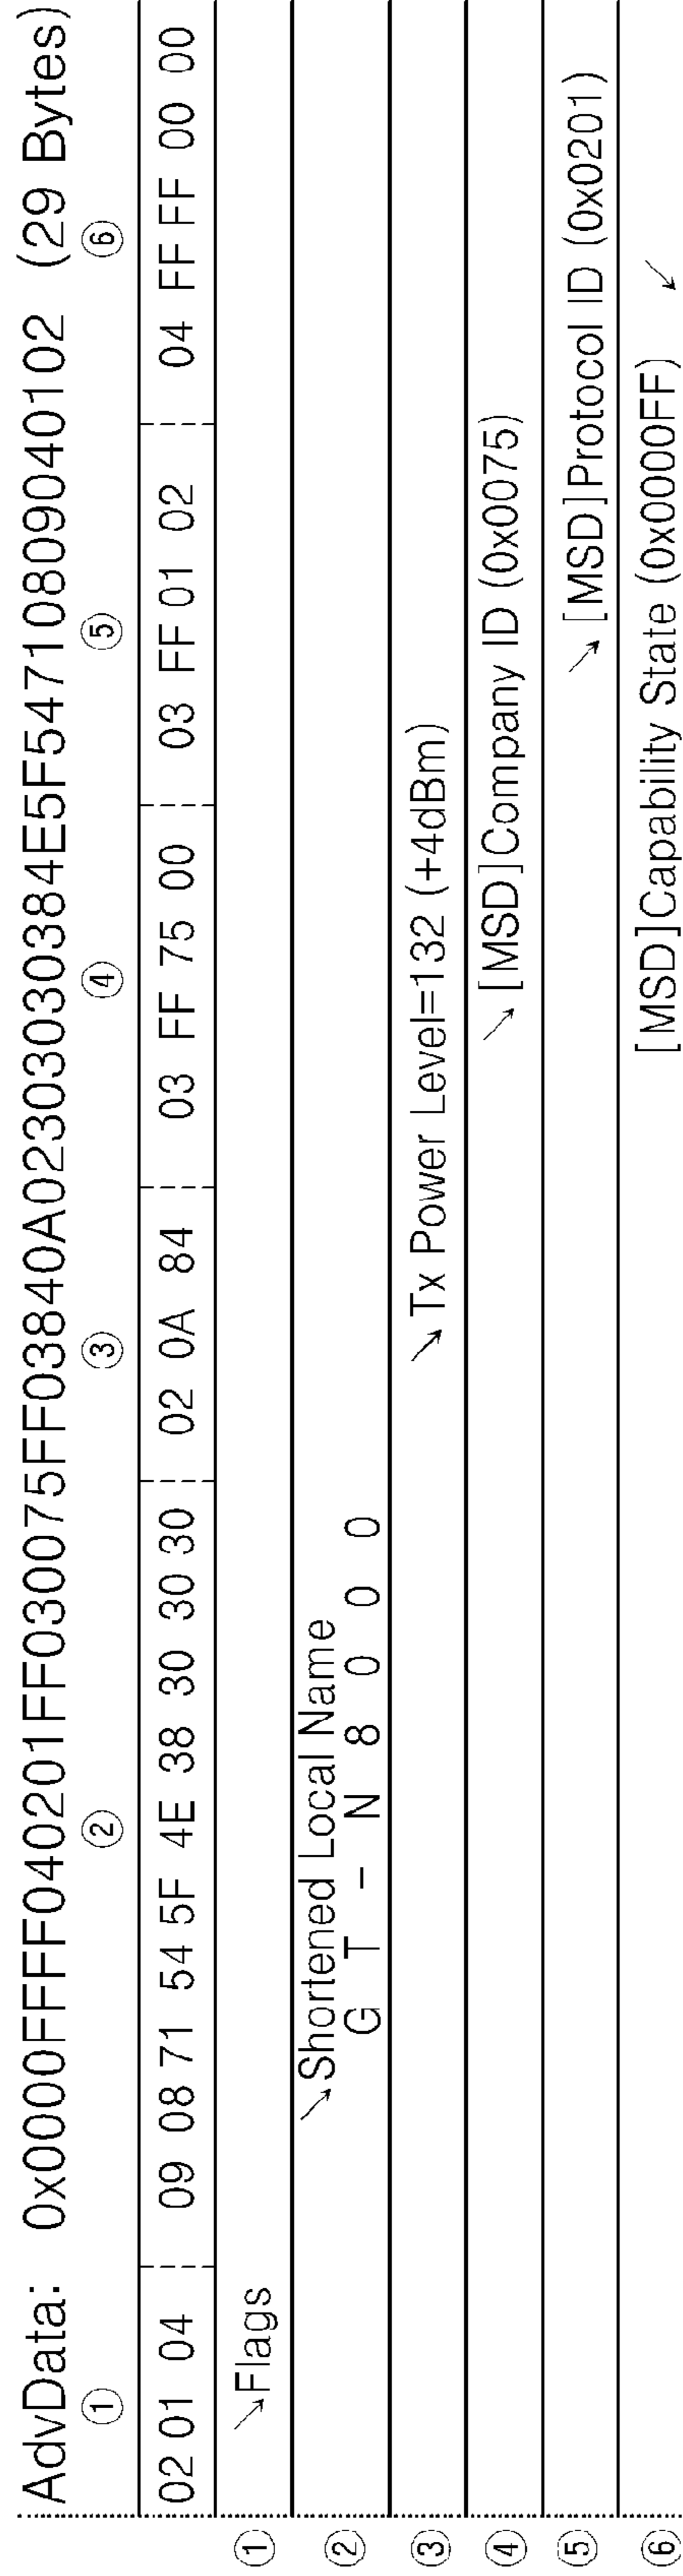 AdvData: 0x0000FFFF040201FF030075FF03840A02303030384E5F54710809040102 (29 Bytes)
① ② ③ ④ ⑤ ⑥
02 01 04 09 08 71 54 5F 4E 38 30 30 30 02 0A 84 03 FF 75 00 03 FF 01 02 04 FF FF 00 00
① Flags
② Shortened Local Name
G T - N 8 0 0 0
③ Tx Power Level=132 (+4dBm)
④ [MSD]Company ID (0x0075)
⑤ [MSD]Protocol ID (0x0201)
⑥ [MSD]Capability State (0x0000FF)